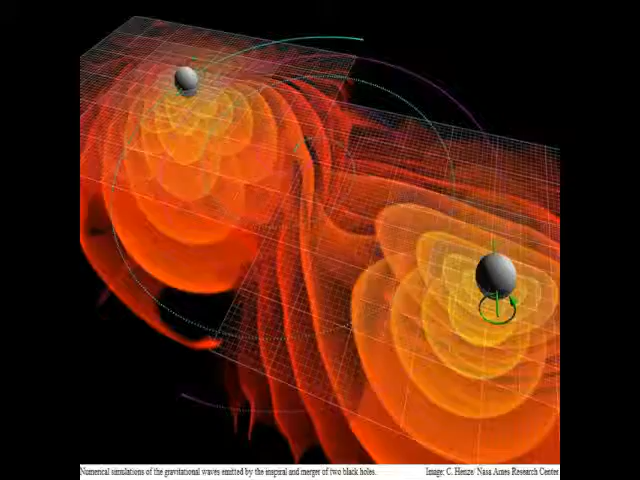 Numerical simulations of the gravitational waves emitted by the inspiral and merger of two black holes.
Image: C. Henze/ Nasa Ames Research Center